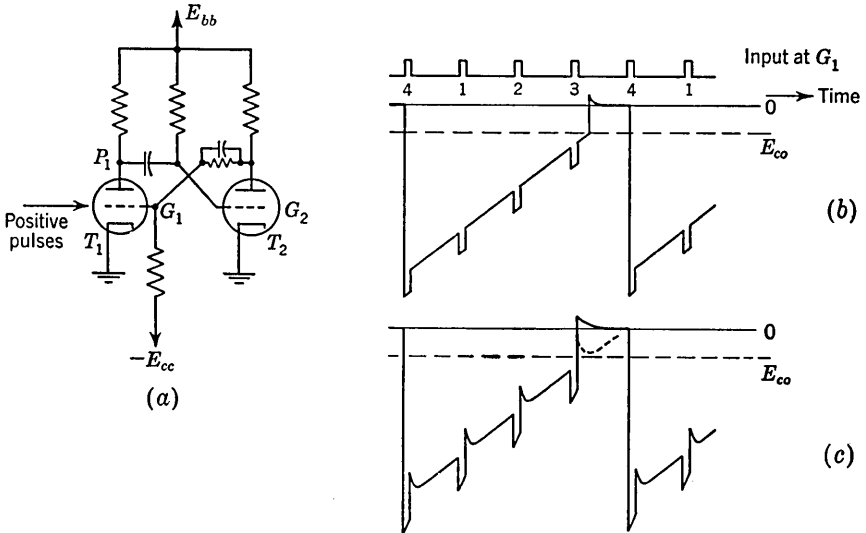 E_bb
P_1
G_1
G_2
Positive
pulses
T_1
T_2
-E_cc
(a)
Input at G_1
4 1 2 3 4 1
Time
0
E_co
(b)
0
E_co
(c)